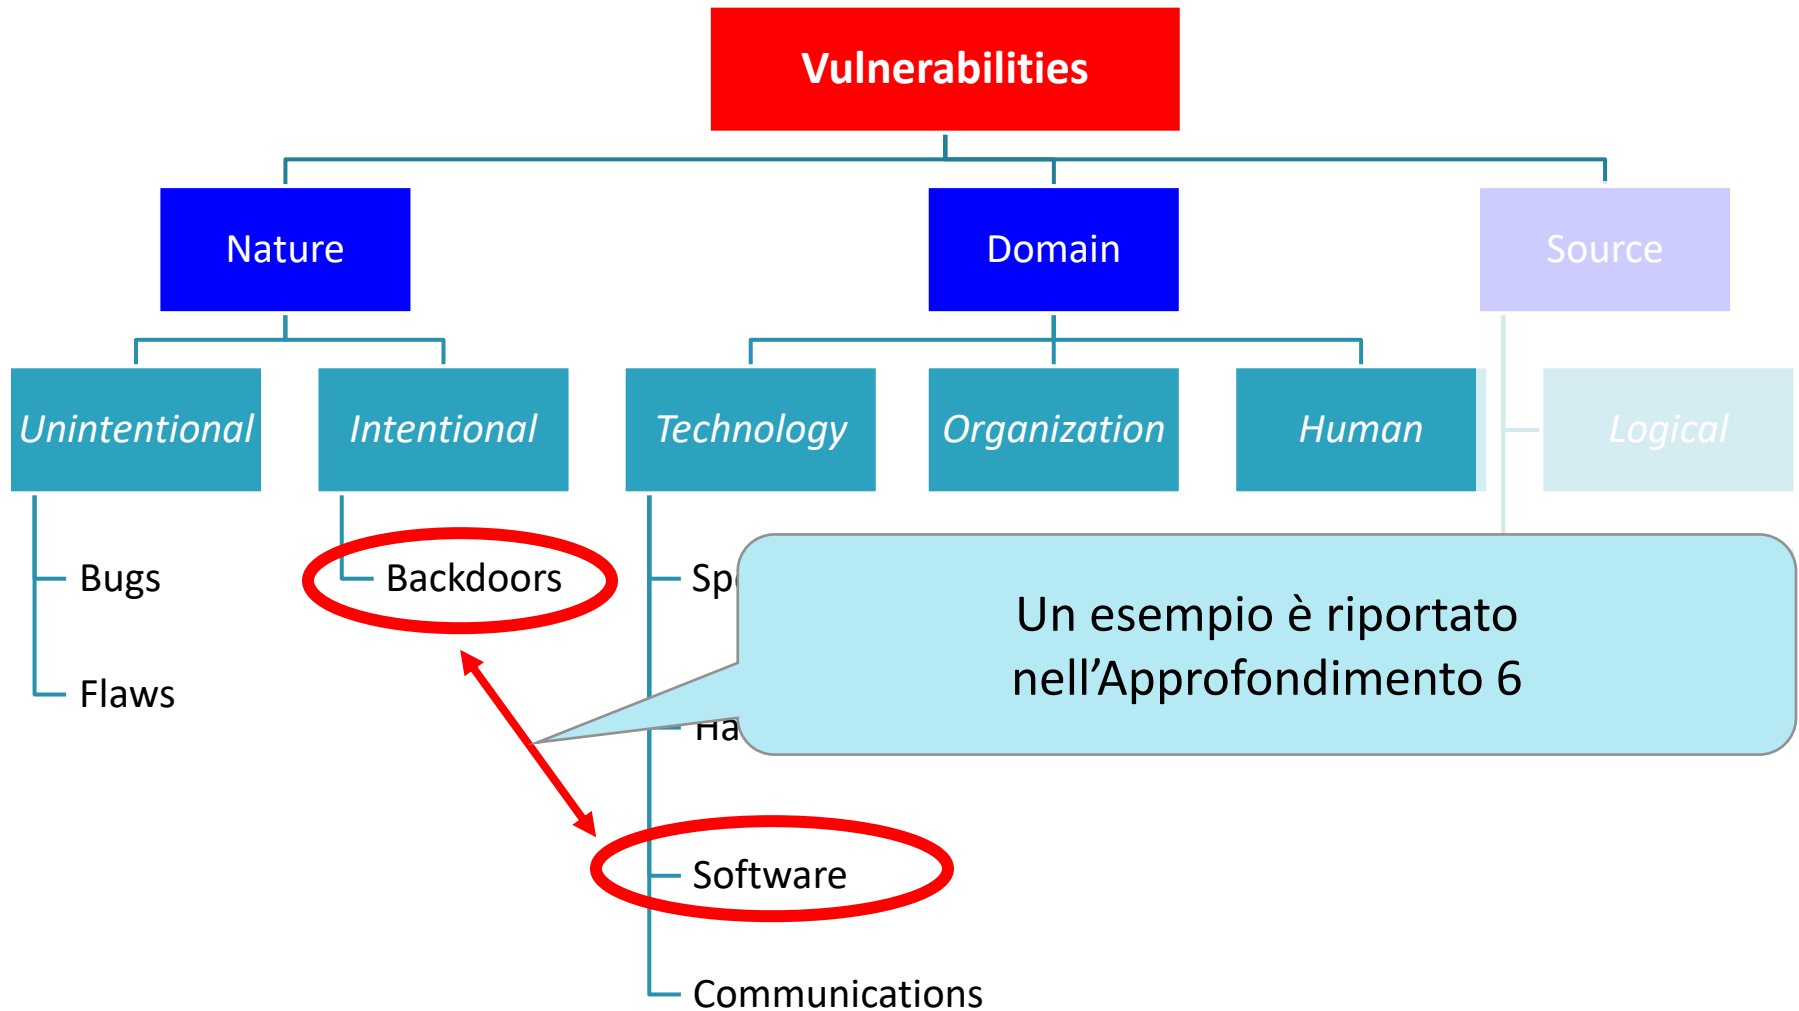 Vulnerabilities
Nature
Domain
Source
Unintentional
Intentional
Technology
Organization
Human
Logical
Bugs
Backdoors
Flaws
Un esempio è riportato
nell’Approfondimento 6
Software
Communications